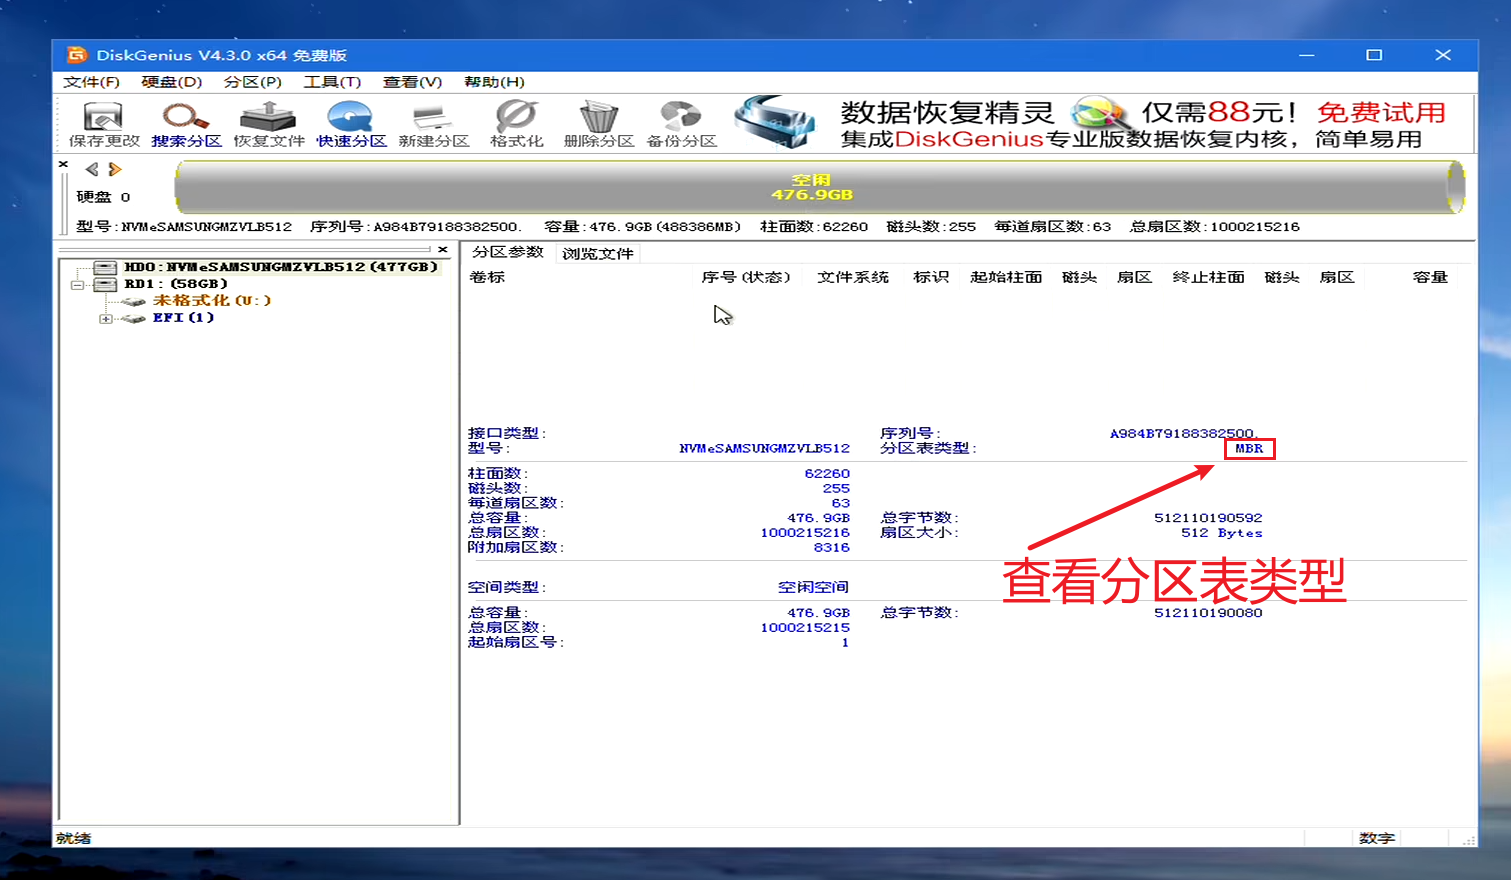 DiskGenius V4.3.0 x64 免费版
文件(F) 硬盘(D) 分区(P) 工具(T) 查看(V) 帮助(H)
保存更改 搜索分区 恢复文件 快速分区 新建分区 格式化 删除分区 备份分区
数据恢复精灵 仅需88元！ 免费试用
集成DiskGenius专业版数据恢复内核，简单易用
硬盘 0
空闲
476.9GB
型号:NVMeSAMSUNGMZVLB512 序列号:A984B79188382500. 容量:476.9GB(488386MB) 柱面数:62260 磁头数:255 每道扇区数:63 总扇区数:1000215216
HD0:NVMeSAMSUNGMZVLB512(477GB)
RD1:(58GB)
未格式化(U:)
EFI(1)
分区参数 浏览文件
卷标 序号(状态) 文件系统 标识 起始柱面 磁头 扇区 终止柱面 磁头 扇区 容量
接口类型: 序列号: A984B79188382500.
型号: NVMeSAMSUNGMZVLB512 分区表类型: MBR
柱面数: 62260
磁头数: 255
每道扇区数: 63
总容量: 476.9GB 总字节数: 512110190592
总扇区数: 1000215216 扇区大小: 512 Bytes
附加扇区数: 8316
查看分区表类型
空间类型: 空闲空间
总容量: 476.9GB 总字节数: 512110190080
总扇区数: 1000215215
起始扇区号: 1
就绪 数字